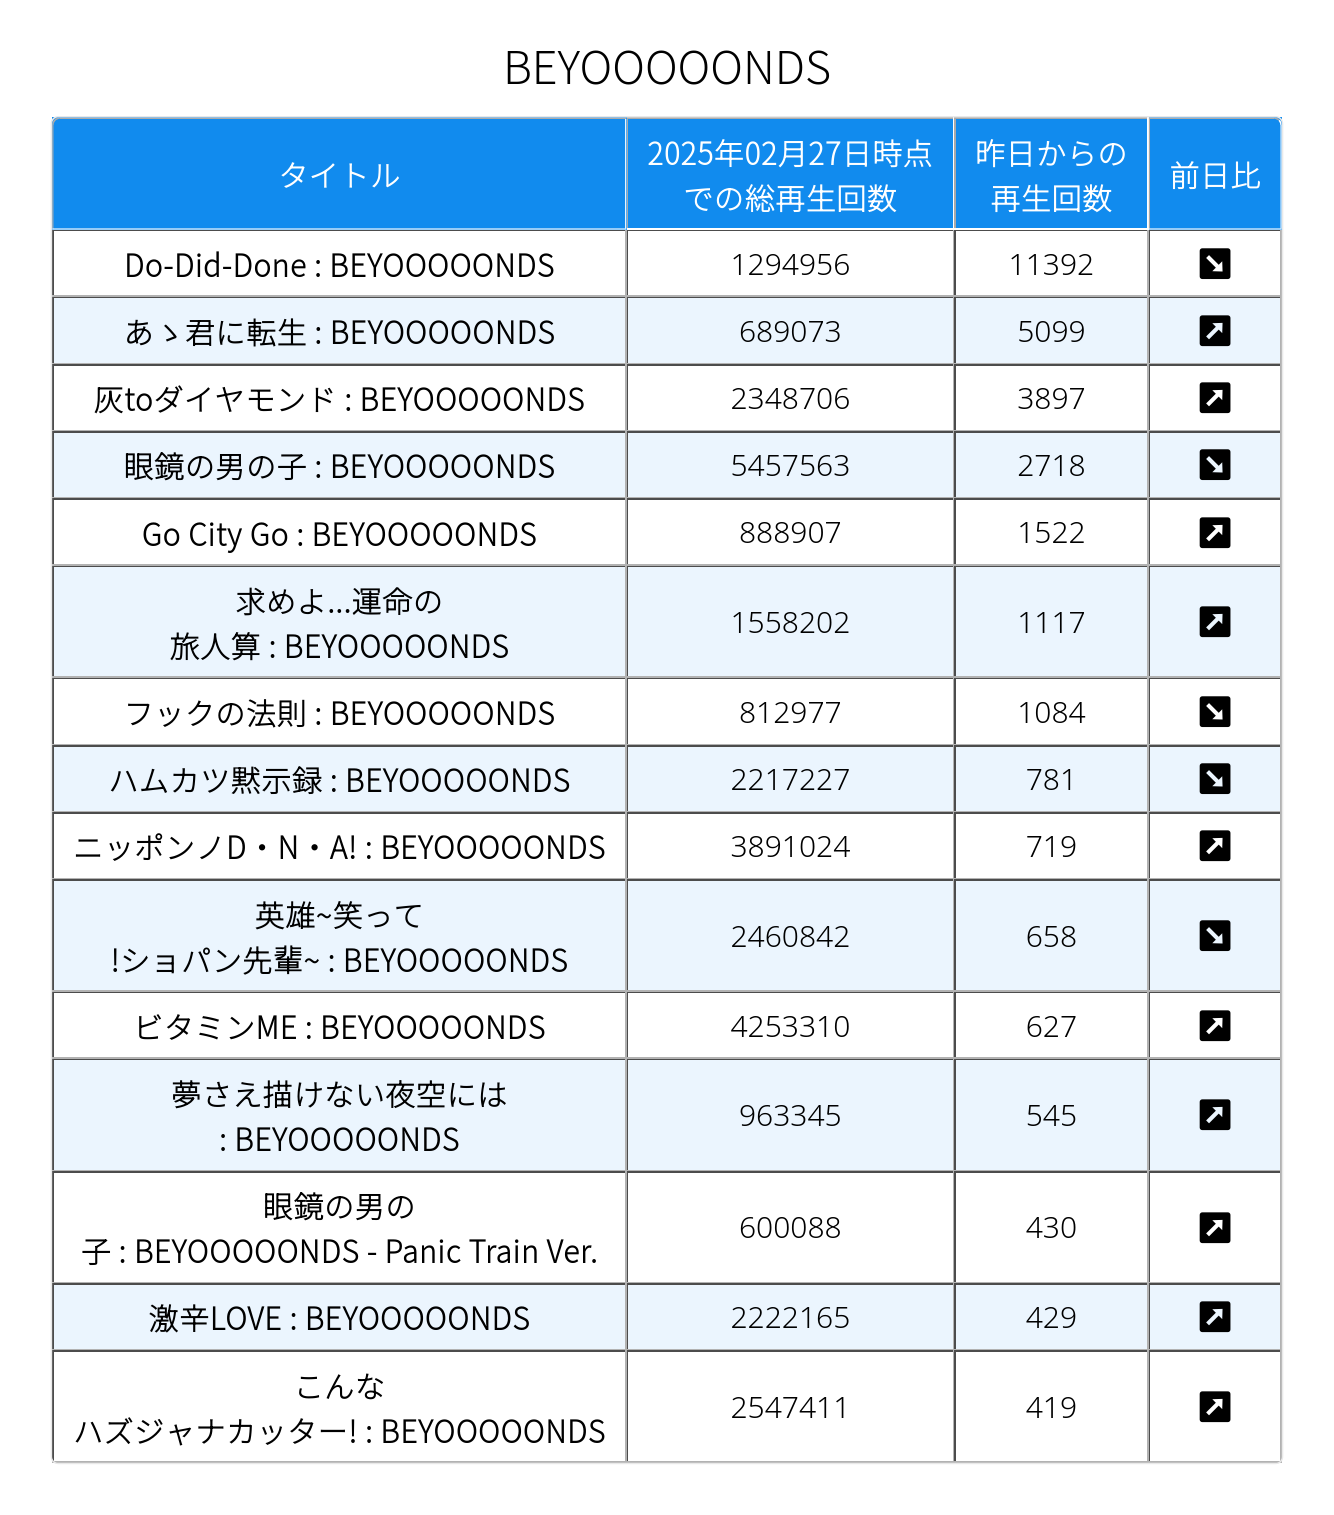 BEYOOOOONDS
タイトル
2025年02月27日時点
での総再生回数
昨日からの
再生回数
前日比
Do-Did-Done : BEYOOOOONDS
1294956
11392
あゝ君に転生 : BEYOOOOONDS
689073
5099
灰toダイヤモンド : BEYOOOOONDS
2348706
3897
眼鏡の男の子 : BEYOOOOONDS
5457563
2718
Go City Go : BEYOOOOONDS
888907
1522
求めよ...運命の
旅人算 : BEYOOOOONDS
1558202
1117
フックの法則 : BEYOOOOONDS
812977
1084
ハムカツ黙示録 : BEYOOOOONDS
2217227
781
ニッポンノD・N・A! : BEYOOOOONDS
3891024
719
英雄~笑って
!ショパン先輩~ : BEYOOOOONDS
2460842
658
ビタミンME : BEYOOOOONDS
4253310
627
夢さえ描けない夜空には
: BEYOOOOONDS
963345
545
眼鏡の男の
子 : BEYOOOOONDS - Panic Train Ver.
600088
430
激辛LOVE : BEYOOOOONDS
2222165
429
こんな
ハズジャナカッター! : BEYOOOOONDS
2547411
419